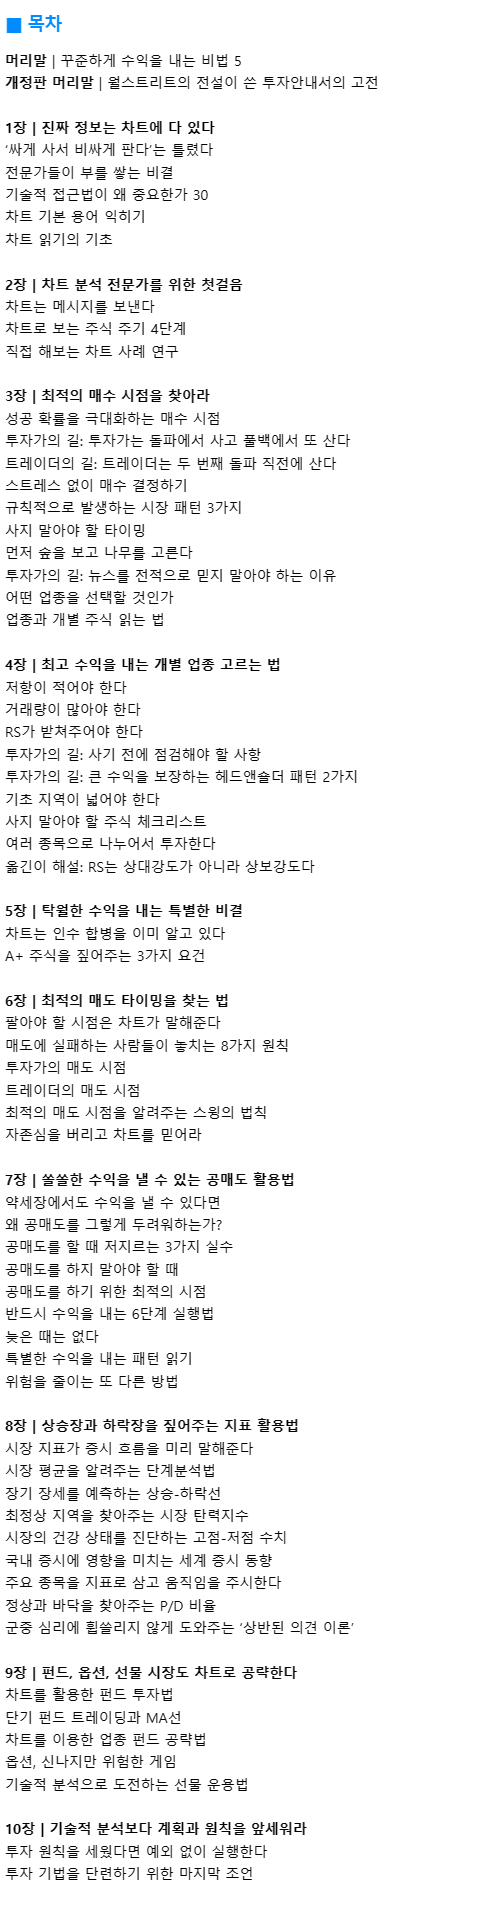 ■ 목차
머리말 | 꾸준하게 수익을 내는 비법 5
개정판 머리말 | 월스트리트의 전설이 쓴 투자안내서의 고전
1장 | 진짜 정보는 차트에 다 있다
‘싸게 사서 비싸게 판다’는 틀렸다
전문가들이 부를 쌓는 비결
기술적 접근법이 왜 중요한가 30
차트 기본 용어 익히기
차트 읽기의 기초
2장 | 차트 분석 전문가를 위한 첫걸음
차트는 메시지를 보낸다
차트로 보는 주식 주기 4단계
직접 해보는 차트 사례 연구
3장 | 최적의 매수 시점을 찾아라
성공 확률을 극대화하는 매수 시점
투자가의 길: 투자가는 돌파에서 사고 풀백에서 또 산다
트레이더의 길: 트레이더는 두 번째 돌파 직전에 산다
스트레스 없이 매수 결정하기
규칙적으로 발생하는 시장 패턴 3가지
사지 말아야 할 타이밍
먼저 숲을 보고 나무를 고른다
투자가의 길: 뉴스를 전적으로 믿지 말아야 하는 이유
어떤 업종을 선택할 것인가
업종과 개별 주식 읽는 법
4장 | 최고 수익을 내는 개별 업종 고르는 법
저항이 적어야 한다
거래량이 많아야 한다
RS가 받쳐주어야 한다
투자가의 길: 사기 전에 점검해야 할 사항
투자가의 길: 큰 수익을 보장하는 헤드앤숄더 패턴 2가지
기초 지역이 넓어야 한다
사지 말아야 할 주식 체크리스트
여러 종목으로 나누어서 투자한다
옮긴이 해설: RS는 상대강도가 아니라 상보강도다
5장 | 탁월한 수익을 내는 특별한 비결
차트는 인수 합병을 이미 알고 있다
A+ 주식을 짚어주는 3가지 요건
6장 | 최적의 매도 타이밍을 찾는 법
팔아야 할 시점은 차트가 말해준다
매도에 실패하는 사람들이 놓치는 8가지 원칙
투자가의 매도 시점
트레이더의 매도 시점
최적의 매도 시점을 알려주는 스윙의 법칙
자존심을 버리고 차트를 믿어라
7장 | 쏠쏠한 수익을 낼 수 있는 공매도 활용법
약세장에서도 수익을 낼 수 있다면
왜 공매도를 그렇게 두려워하는가?
공매도를 할 때 저지르는 3가지 실수
공매도를 하지 말아야 할 때
공매도를 하기 위한 최적의 시점
반드시 수익을 내는 6단계 실행법
늦은 때는 없다
특별한 수익을 내는 패턴 읽기
위험을 줄이는 또 다른 방법
8장 | 상승장과 하락장을 짚어주는 지표 활용법
시장 지표가 증시 흐름을 미리 말해준다
시장 평균을 알려주는 단계분석법
장기 장세를 예측하는 상승-하락선
최정상 지역을 찾아주는 시장 탄력지수
시장의 건강 상태를 진단하는 고점-저점 수치
국내 증시에 영향을 미치는 세계 증시 동향
주요 종목을 지표로 삼고 움직임을 주시한다
정상과 바닥을 찾아주는 P/D 비율
군중 심리에 휩쓸리지 않게 도와주는 ‘상반된 의견 이론’
9장 | 펀드, 옵션, 선물 시장도 차트로 공략한다
차트를 활용한 펀드 투자법
단기 펀드 트레이딩과 MA선
차트를 이용한 업종 펀드 공략법
옵션, 신나지만 위험한 게임
기술적 분석으로 도전하는 선물 운용법
10장 | 기술적 분석보다 계획과 원칙을 앞세워라
투자 원칙을 세웠다면 예외 없이 실행한다
투자 기법을 단련하기 위한 마지막 조언